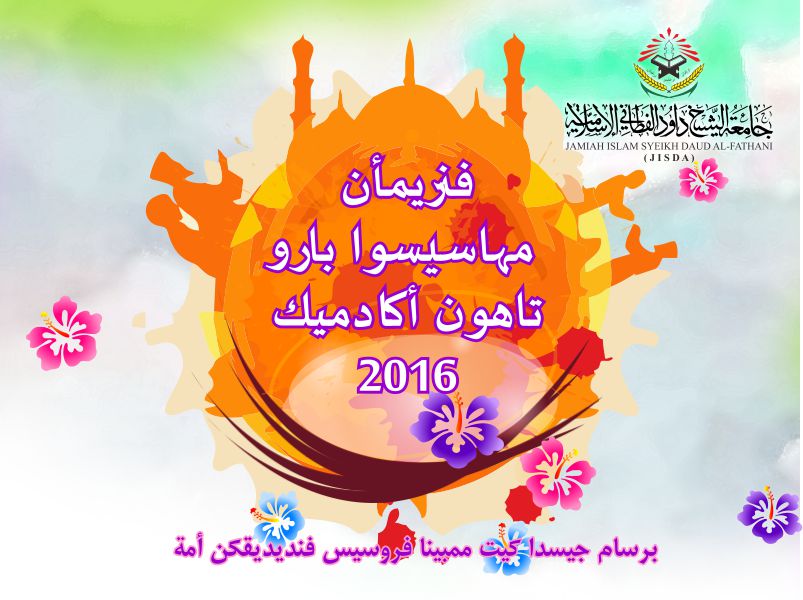 جامعة الشيخ داود الفطاني الإسلامية
JAMIAH ISLAM SYEIKH DAUD AL-FATHANI
(JISDA)
فنريمأن
مهاسيسوا بارو
تاهون أكادميك
2016
برسام جيسدا كيت ممبينا فروسيس فنديديقكن أمة